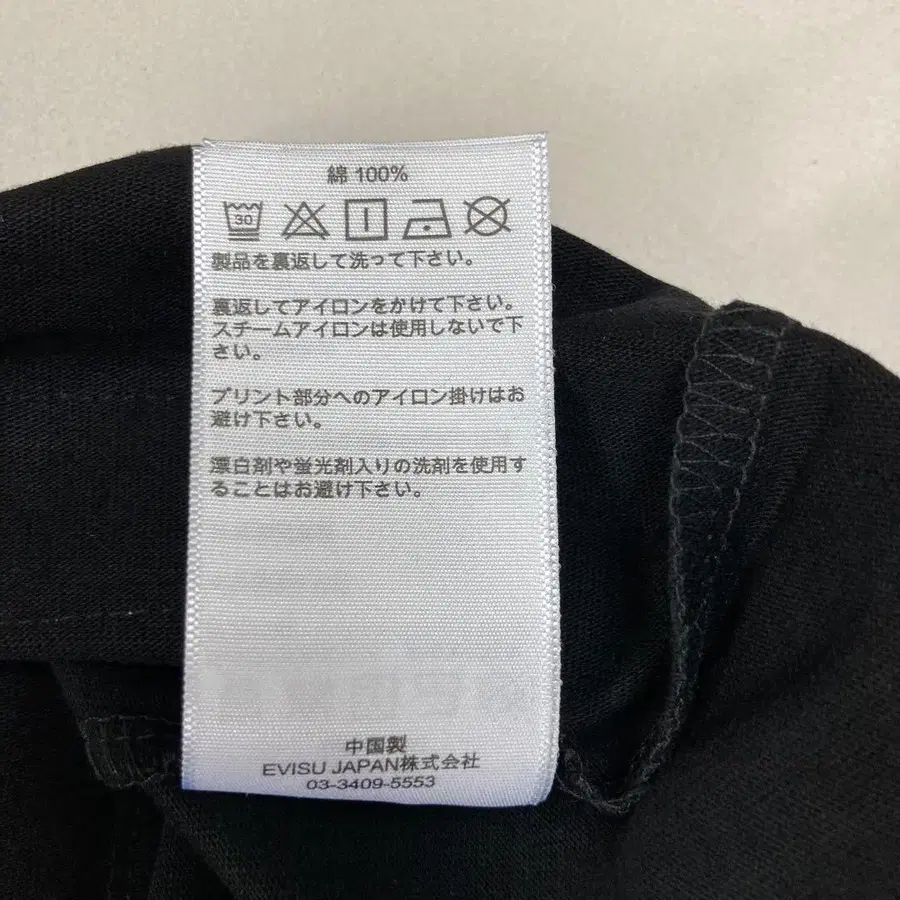 綿 100%
30
製品を裏返して洗って下さい。
裏返してアイロンをかけて下さい。
スチームアイロンは使用しないで下
さい。
プリント部分へのアイロン掛けはお
避け下さい。
漂白剤や蛍光剤入りの洗剤を使用す
ることはお避け下さい。
中国製
EVISU JAPAN株式会社
03-3409-5553